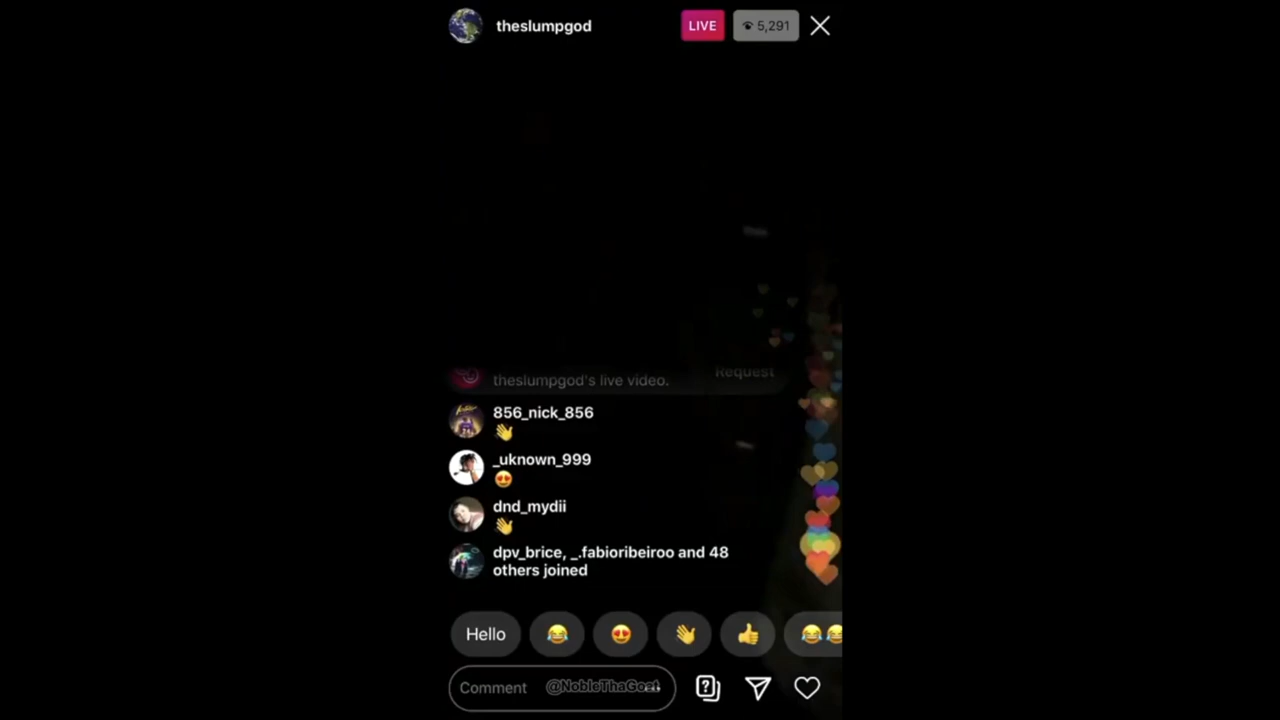 theslumpgod
LIVE
5,291
theslumpgod's live video.
Request
856_nick_856
👋
_uknown_999
😍
dnd_mydii
👋
dpv_brice, _.fabioribeiroo and 48
others joined
Hello 😂 😍 👋 👍 😂😂
Comment @NobleThaGoat